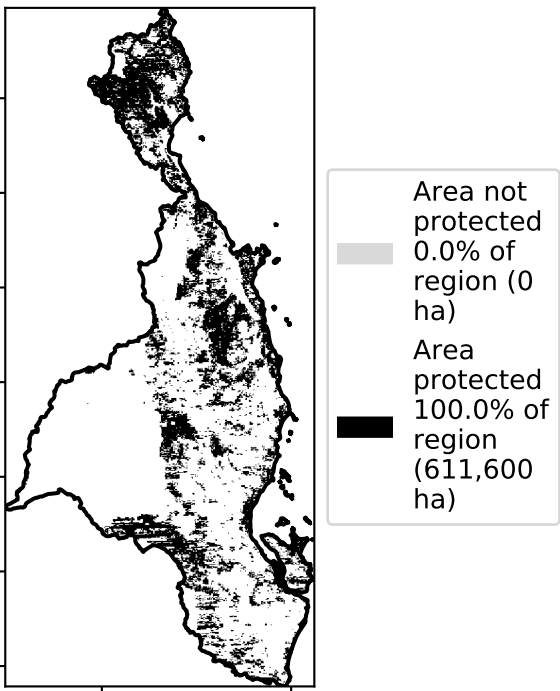 Area not
protected
0.0% of
region (0
ha)
Area
protected
100.0% of
region
(611,600
ha)